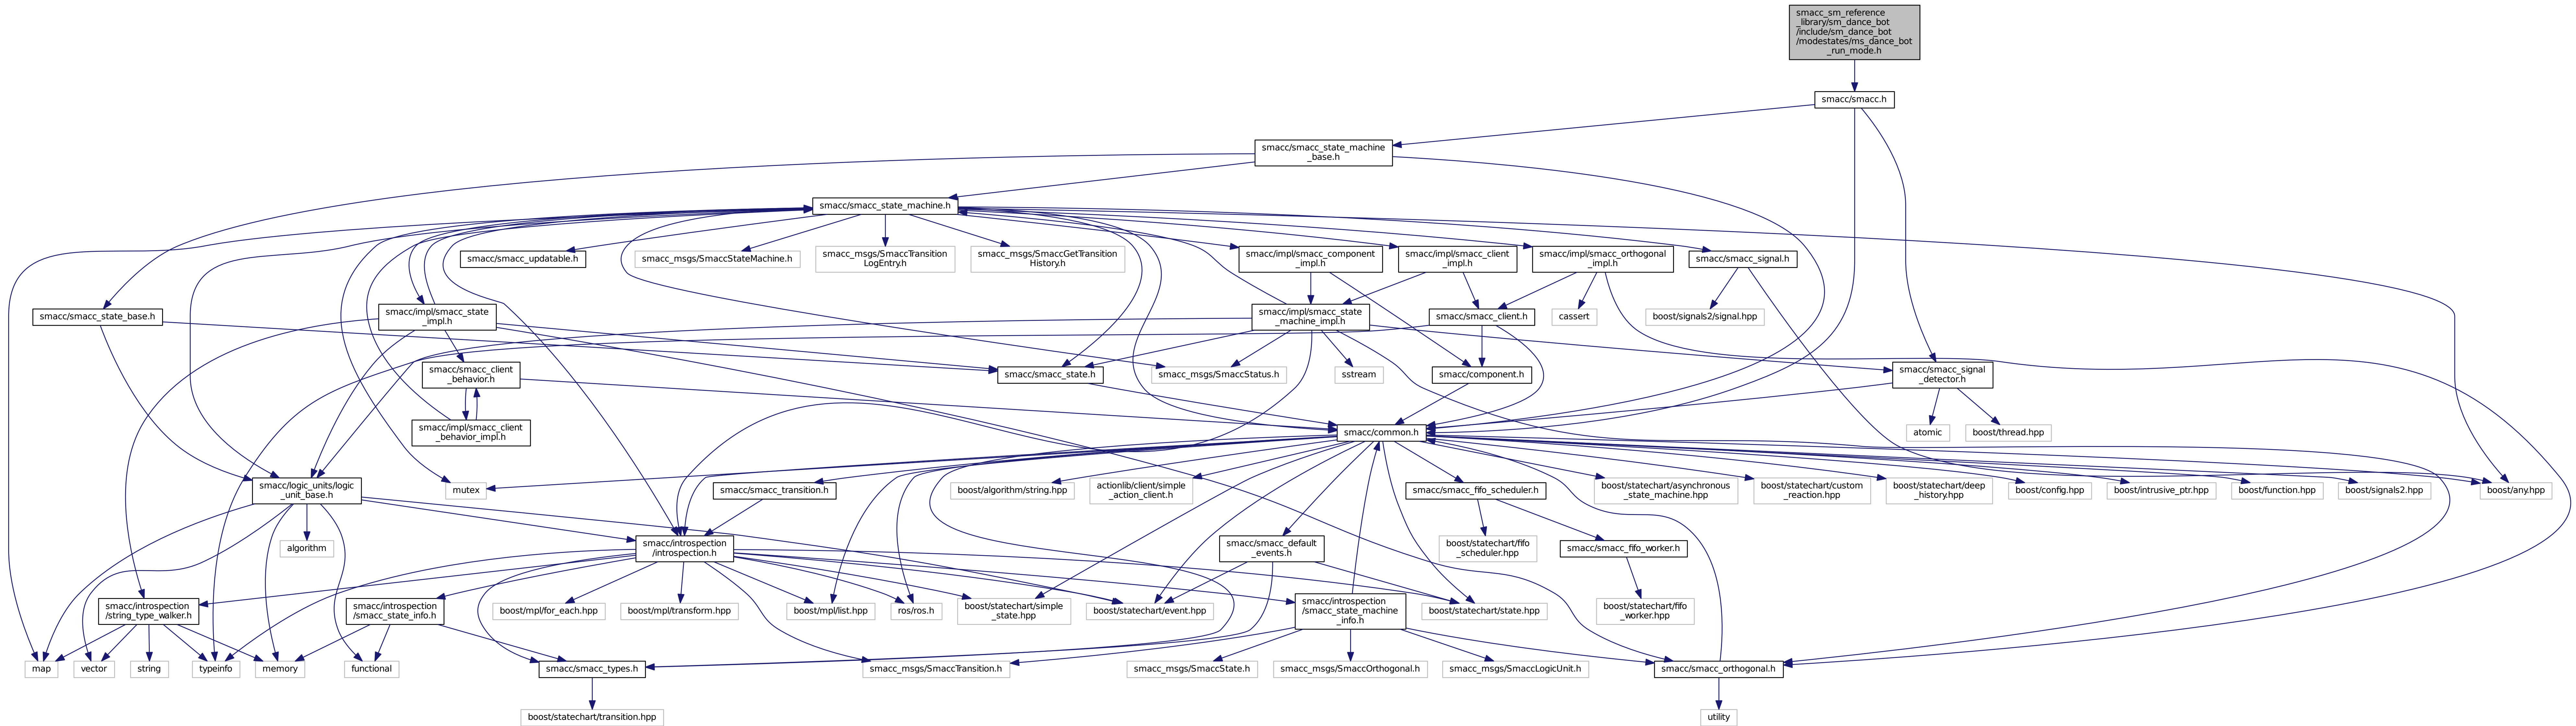 smacc_sm_reference
_library/sm_dance_bot
/include/sm_dance_bot
/modestates/ms_dance_bot
_run_mode.h
smacc/smacc.h
smacc/smacc_state_machine
_base.h
smacc/smacc_state_machine.h
smacc/smacc_updatable.h
smacc_msgs/SmaccStateMachine.h
smacc_msgs/SmaccTransition
LogEntry.h
smacc_msgs/SmaccGetTransition
History.h
smacc/impl/smacc_component
_impl.h
smacc/impl/smacc_client
_impl.h
smacc/impl/smacc_orthogonal
_impl.h
smacc/smacc_signal.h
smacc/smacc_state_base.h
smacc/impl/smacc_state
_impl.h
smacc/impl/smacc_state
_machine_impl.h
smacc/smacc_client.h
cassert
boost/signals2/signal.hpp
smacc/smacc_client
_behavior.h
smacc/smacc_state.h
smacc_msgs/SmaccStatus.h
sstream
smacc/component.h
smacc/smacc_signal
_detector.h
smacc/impl/smacc_client
_behavior_impl.h
smacc/common.h
atomic
boost/thread.hpp
smacc/logic_units/logic
_unit_base.h
mutex
smacc/smacc_transition.h
boost/algorithm/string.hpp
actionlib/client/simple
_action_client.h
smacc/smacc_fifo_scheduler.h
boost/statechart/asynchronous
_state_machine.hpp
boost/statechart/custom
_reaction.hpp
boost/statechart/deep
_history.hpp
boost/config.hpp
boost/intrusive_ptr.hpp
boost/function.hpp
boost/signals2.hpp
boost/any.hpp
algorithm
smacc/introspection
/introspection.h
smacc/smacc_default
_events.h
boost/statechart/fifo
_scheduler.hpp
smacc/smacc_fifo_worker.h
smacc/introspection
/string_type_walker.h
smacc/introspection
/smacc_state_info.h
boost/mpl/for_each.hpp
boost/mpl/transform.hpp
boost/mpl/list.hpp
ros/ros.h
boost/statechart/simple
_state.hpp
boost/statechart/event.hpp
smacc/introspection
/smacc_state_machine
_info.h
boost/statechart/state.hpp
boost/statechart/fifo
_worker.hpp
map
vector
string
typeinfo
memory
functional
smacc/smacc_types.h
smacc_msgs/SmaccTransition.h
smacc_msgs/SmaccState.h
smacc_msgs/SmaccOrthogonal.h
smacc_msgs/SmaccLogicUnit.h
smacc/smacc_orthogonal.h
boost/statechart/transition.hpp
utility